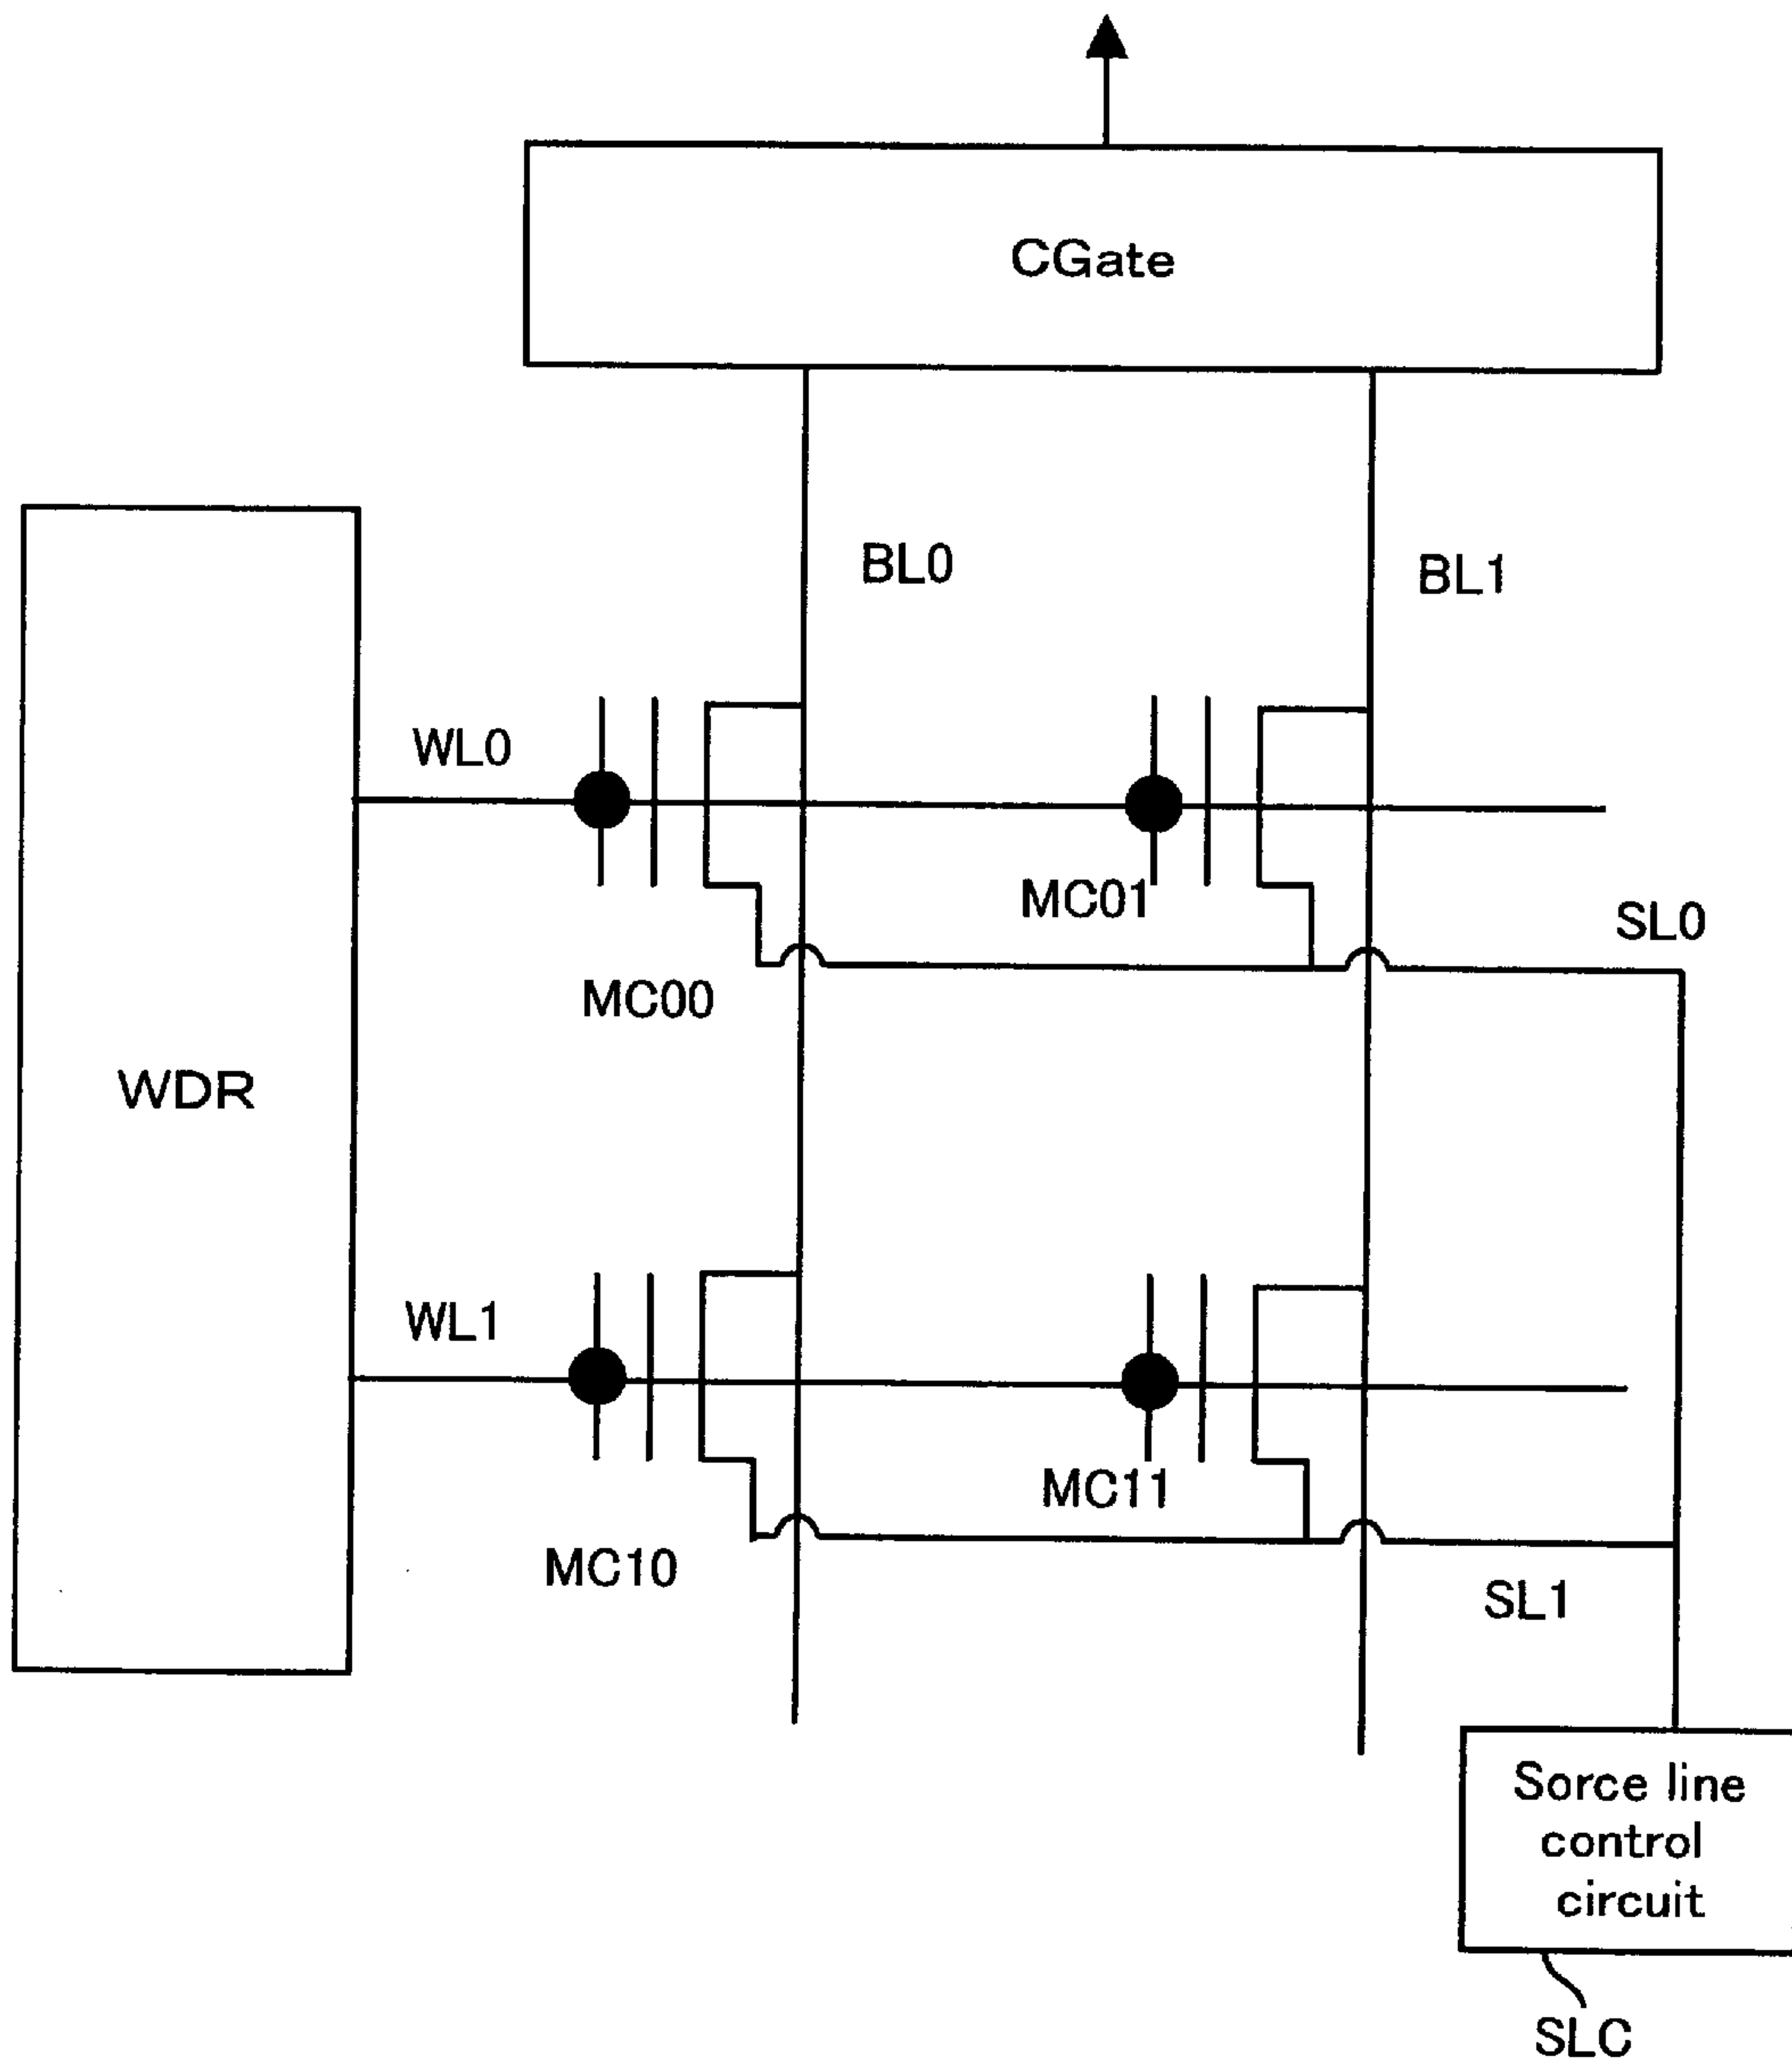 CGate
BL0
BL1
WL0
MC01
SL0
MC00
WDR
WL1
MC11
MC10
SL1
Sorce line
control
circuit
SLC